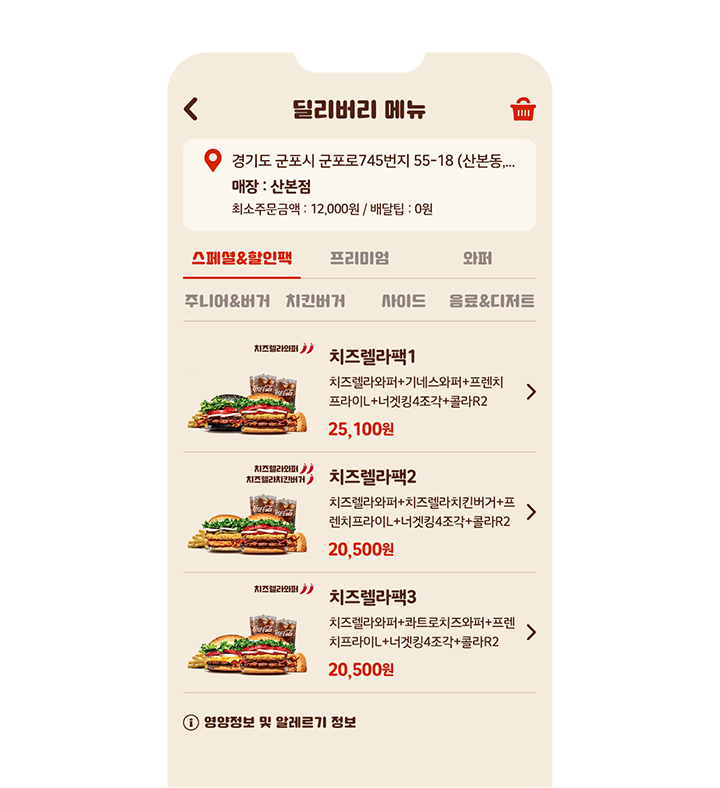 딜리버리 메뉴
경기도 군포시 군포로745번지 55-18 (산본동,...
매장 : 산본점
최소주문금액 : 12,000원 / 배달팁 : 0원
스페셜&할인팩 프리미엄 와퍼
주니어&버거 치킨버거 사이드 음료&디저트
치즈렐라와퍼
치즈렐라팩1
치즈렐라와퍼+기네스와퍼+프렌치
프라이L+너겟킹4조각+콜라R2
25,100원
치즈렐라와퍼
치즈렐라치킨버거
치즈렐라팩2
치즈렐라와퍼+치즈렐라치킨버거+프
렌치프라이L+너겟킹4조각+콜라R2
20,500원
치즈렐라와퍼
치즈렐라팩3
치즈렐라와퍼+콰트로치즈와퍼+프렌
치프라이L+너겟킹4조각+콜라R2
20,500원
영양정보 및 알레르기 정보